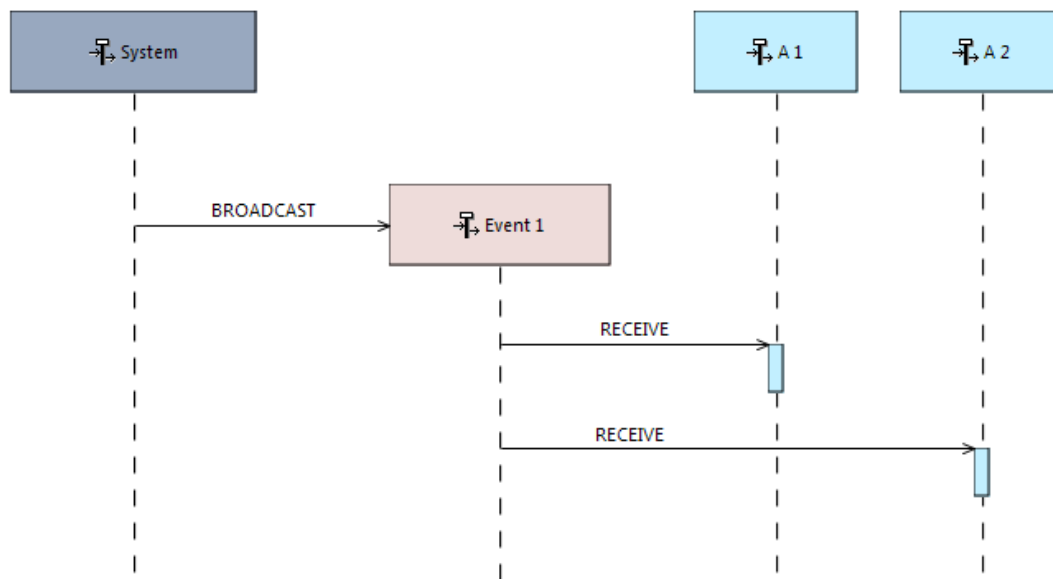 System
A 1
A 2
BROADCAST
Event 1
RECEIVE
RECEIVE